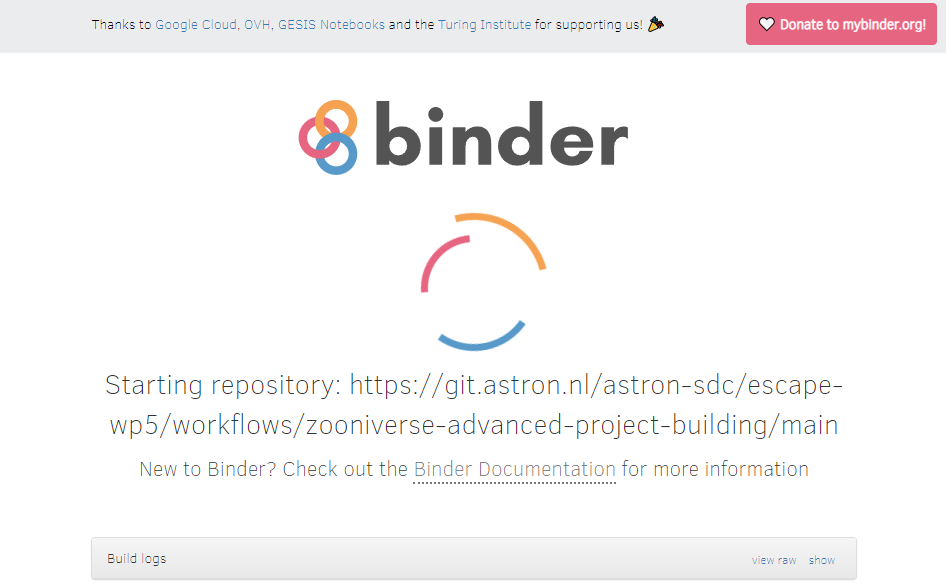 Thanks to Google Cloud, OVH, GESIS Notebooks and the Turing Institute for supporting us! 🎉
Donate to mybinder.org!
binder
Starting repository: https://git.astron.nl/astron-sdc/escape-
wp5/workflows/zooniverse-advanced-project-building/main
New to Binder? Check out the Binder Documentation for more information
Build logs
view raw show